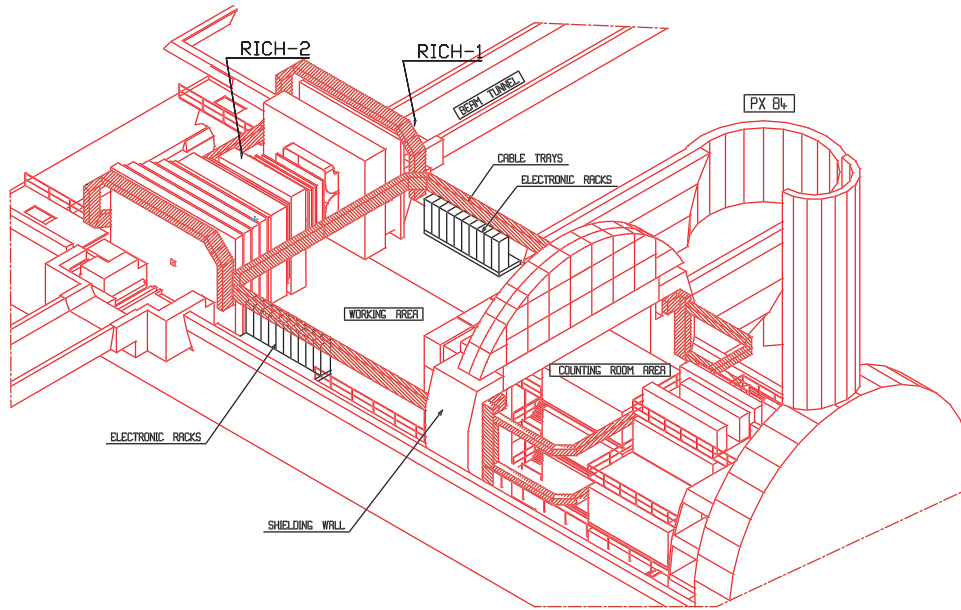 RICH-2
RICH-1
BEAM TUNNEL
PX 84
CABLE TRAYS
ELECTRONIC RACKS
WORKING AREA
COUNTING ROOM AREA
ELECTRONIC RACKS
SHIELDING WALL